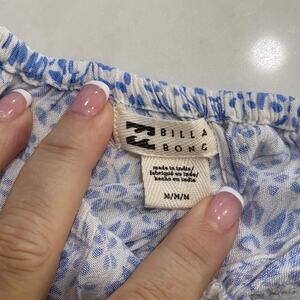 BILLA
BONG
made in India/
fabriqué en Inde/
hecho en India
M/M/M